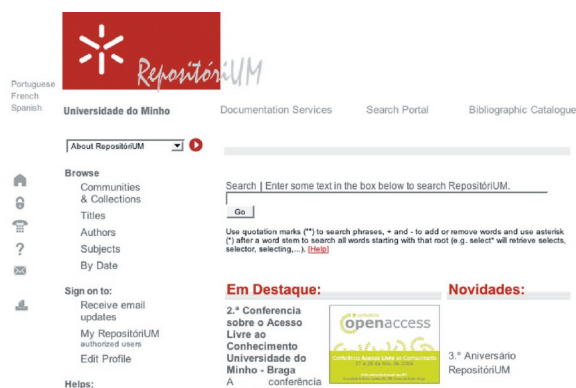 RepositóriUM
Portuguese
French
Spanish
Universidade do Minho
Documentation Services
Search Portal
Bibliographic Catalogue
About RepositóriUM
Browse
Communities
& Collections
Titles
Authors
Subjects
By Date
Sign on to:
Receive email
updates
My RepositóriUM
authorized users
Edit Profile
Helps:
Search | Enter some text in the box below to search RepositóriUM.
Go
Use quotation marks ("") to search phrases, + and - to add or remove words and use asterisk
(*) after a word stem to search all words starting with that root (e.g. select* will retrieve selects,
selector, selecting,...). [Help]
Em Destaque:
2.ª Conferencia
sobre o Acesso
Livre ao
Conhecimento
Universidade do
Minho - Braga
A conferência
openaccess
Conferência Acesso Livre ao Conhecimento
Novidades:
3.º Aniversário
RepositóriUM